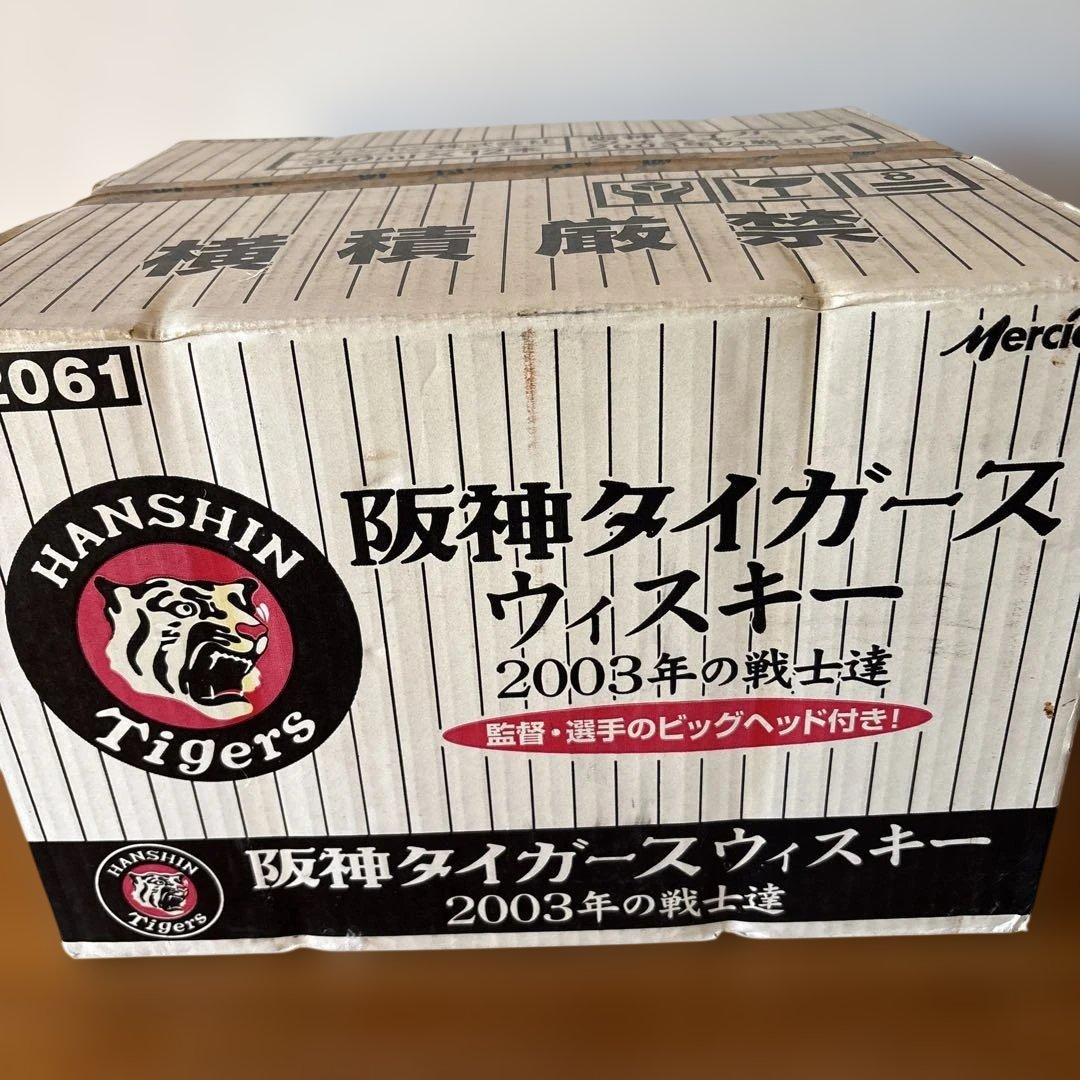 360ml
横積厳禁
8
Mercia
2061
HANSHIN
Tigers
阪神タイガース
ウィスキー
2003年の戦士達
監督・選手のビッグヘッド付き!
HANSHIN
Tigers
阪神タイガースウィスキー
2003年の戦士達